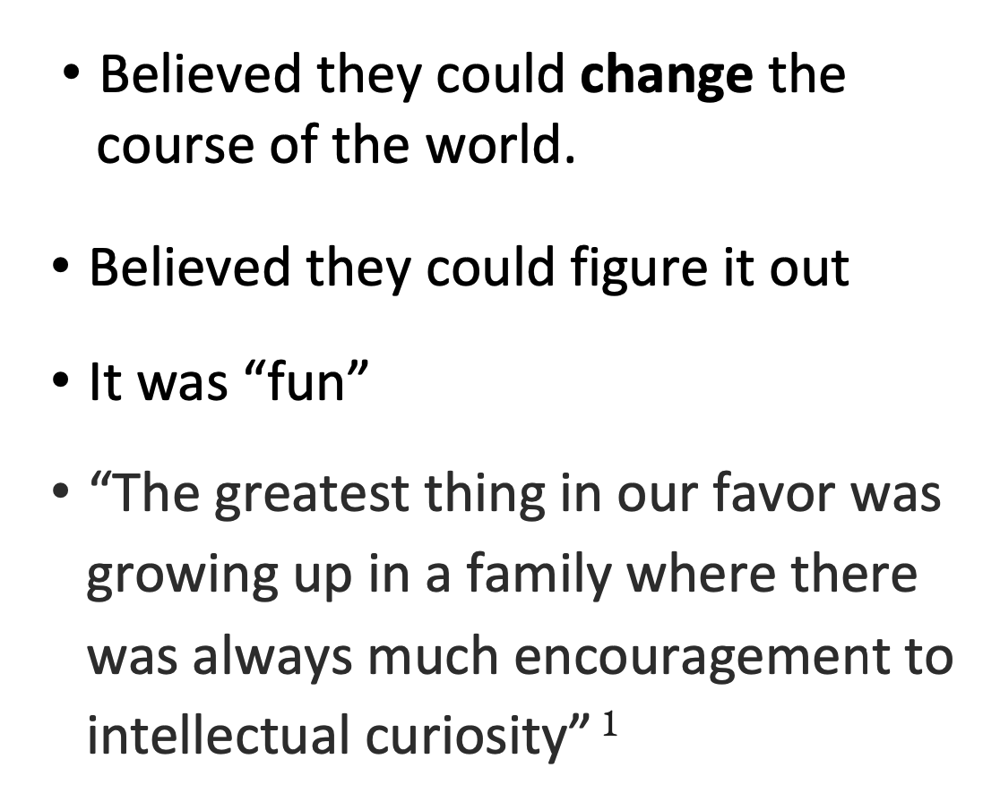 • Believed they could change the
course of the world.
• Believed they could figure it out
• It was “fun”
• “The greatest thing in our favor was
growing up in a family where there
was always much encouragement to
intellectual curiosity” 1